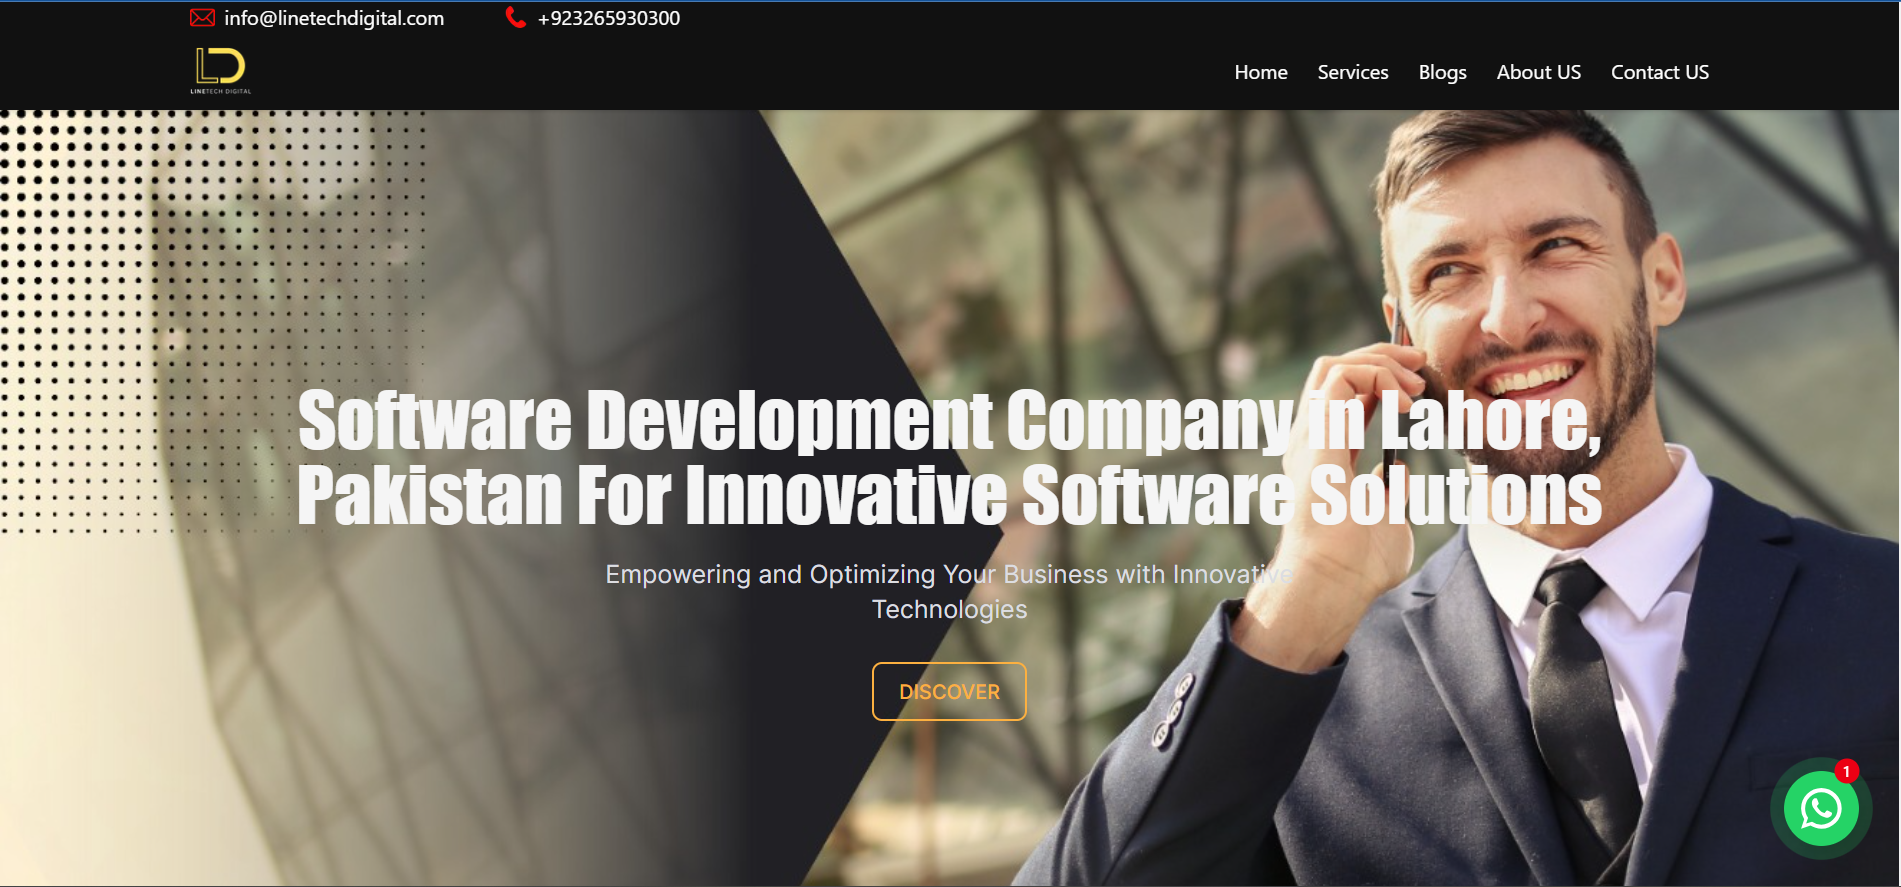 info@linetechdigital.com
+923265930300
LINETECH DIGITAL
Home
Services
Blogs
About US
Contact US
Software Development Company in Lahore,
Pakistan For Innovative Software Solutions
Empowering and Optimizing Your Business with Innovative
Technologies
DISCOVER
1